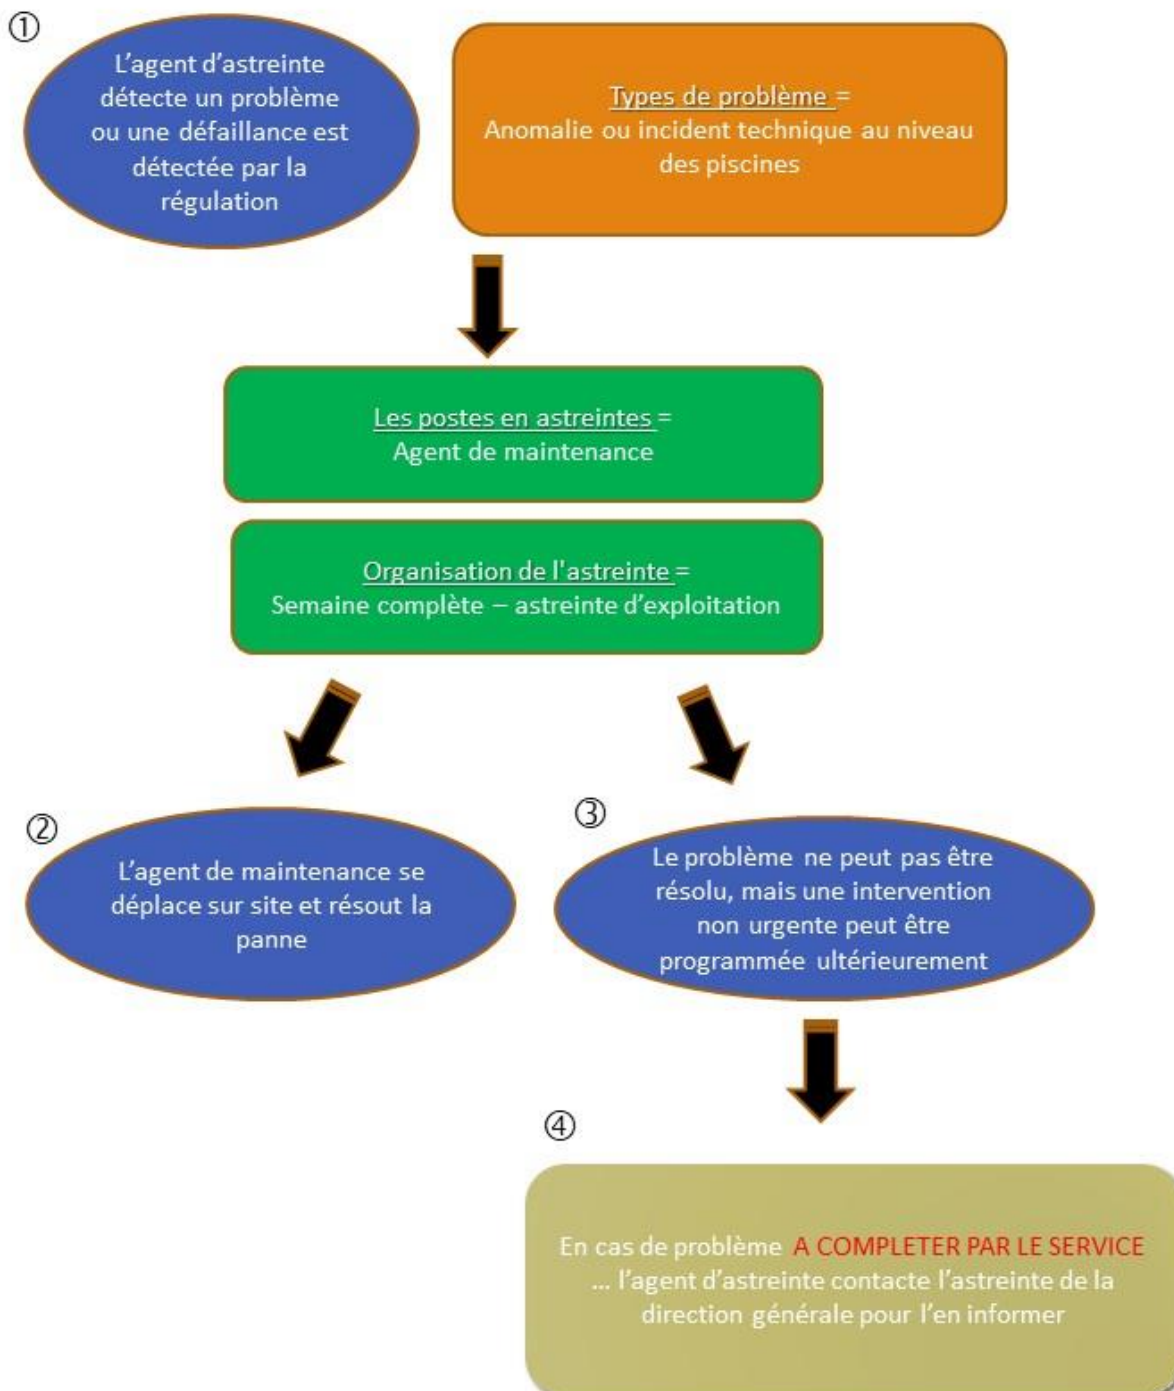 ①
L’agent d’astreinte
détecte un problème
ou une défaillance est
détectée par la
régulation
Types de problème =
Anomalie ou incident technique au niveau
des piscines
Les postes en astreintes =
Agent de maintenance
Organisation de l'astreinte =
Semaine complète – astreinte d’exploitation
②
L’agent de maintenance se
déplace sur site et résout la
panne
③
Le problème ne peut pas être
résolu, mais une intervention
non urgente peut être
programmée ultérieurement
④
En cas de problème A COMPLETER PAR LE SERVICE
... l’agent d’astreinte contacte l’astreinte de la
direction générale pour l’en informer